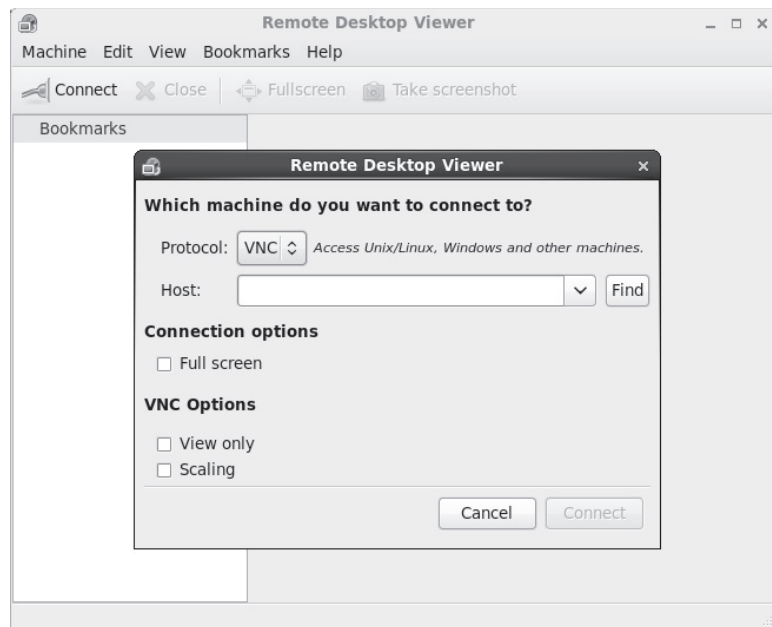 Remote Desktop Viewer
Machine Edit View Bookmarks Help
Connect Close Fullscreen Take screenshot
Bookmarks
Remote Desktop Viewer
Which machine do you want to connect to?
Protocol: VNC Access Unix/Linux, Windows and other machines.
Host: Find
Connection options
Full screen
VNC Options
View only
Scaling
Cancel Connect